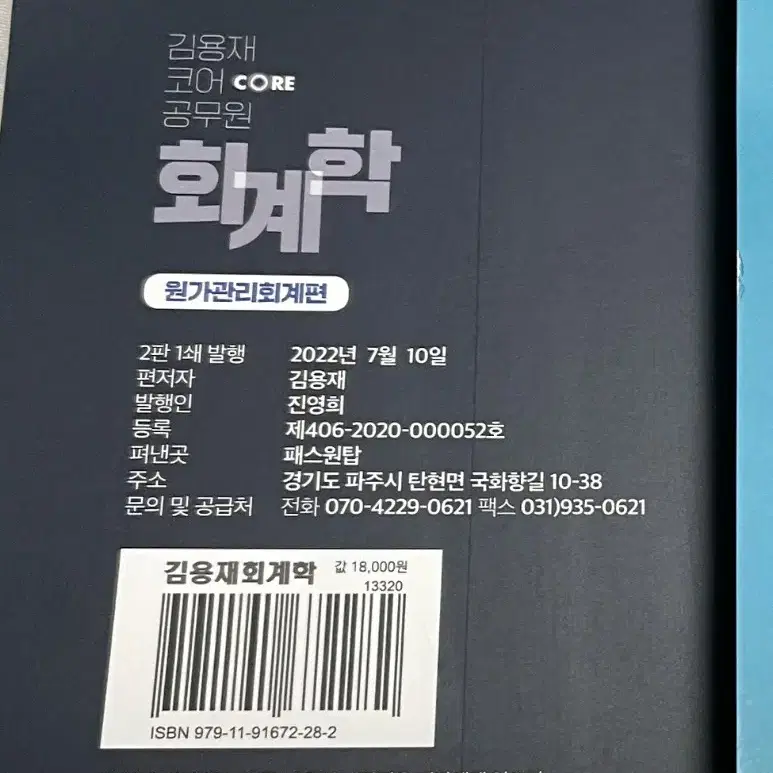 김용재
코어 CORE
공무원
회계학
원가관리회계편
2판 1쇄 발행 2022년 7월 10일
편저자 김용재
발행인 진영희
등록 제406-2020-000052호
펴낸곳 패스원탑
주소 경기도 파주시 탄현면 국화향길 10-38
문의 및 공급처 전화 070-4229-0621 팩스 031)935-0621
김용재회계학 값 18,000원
13320
ISBN 979-11-91672-28-2